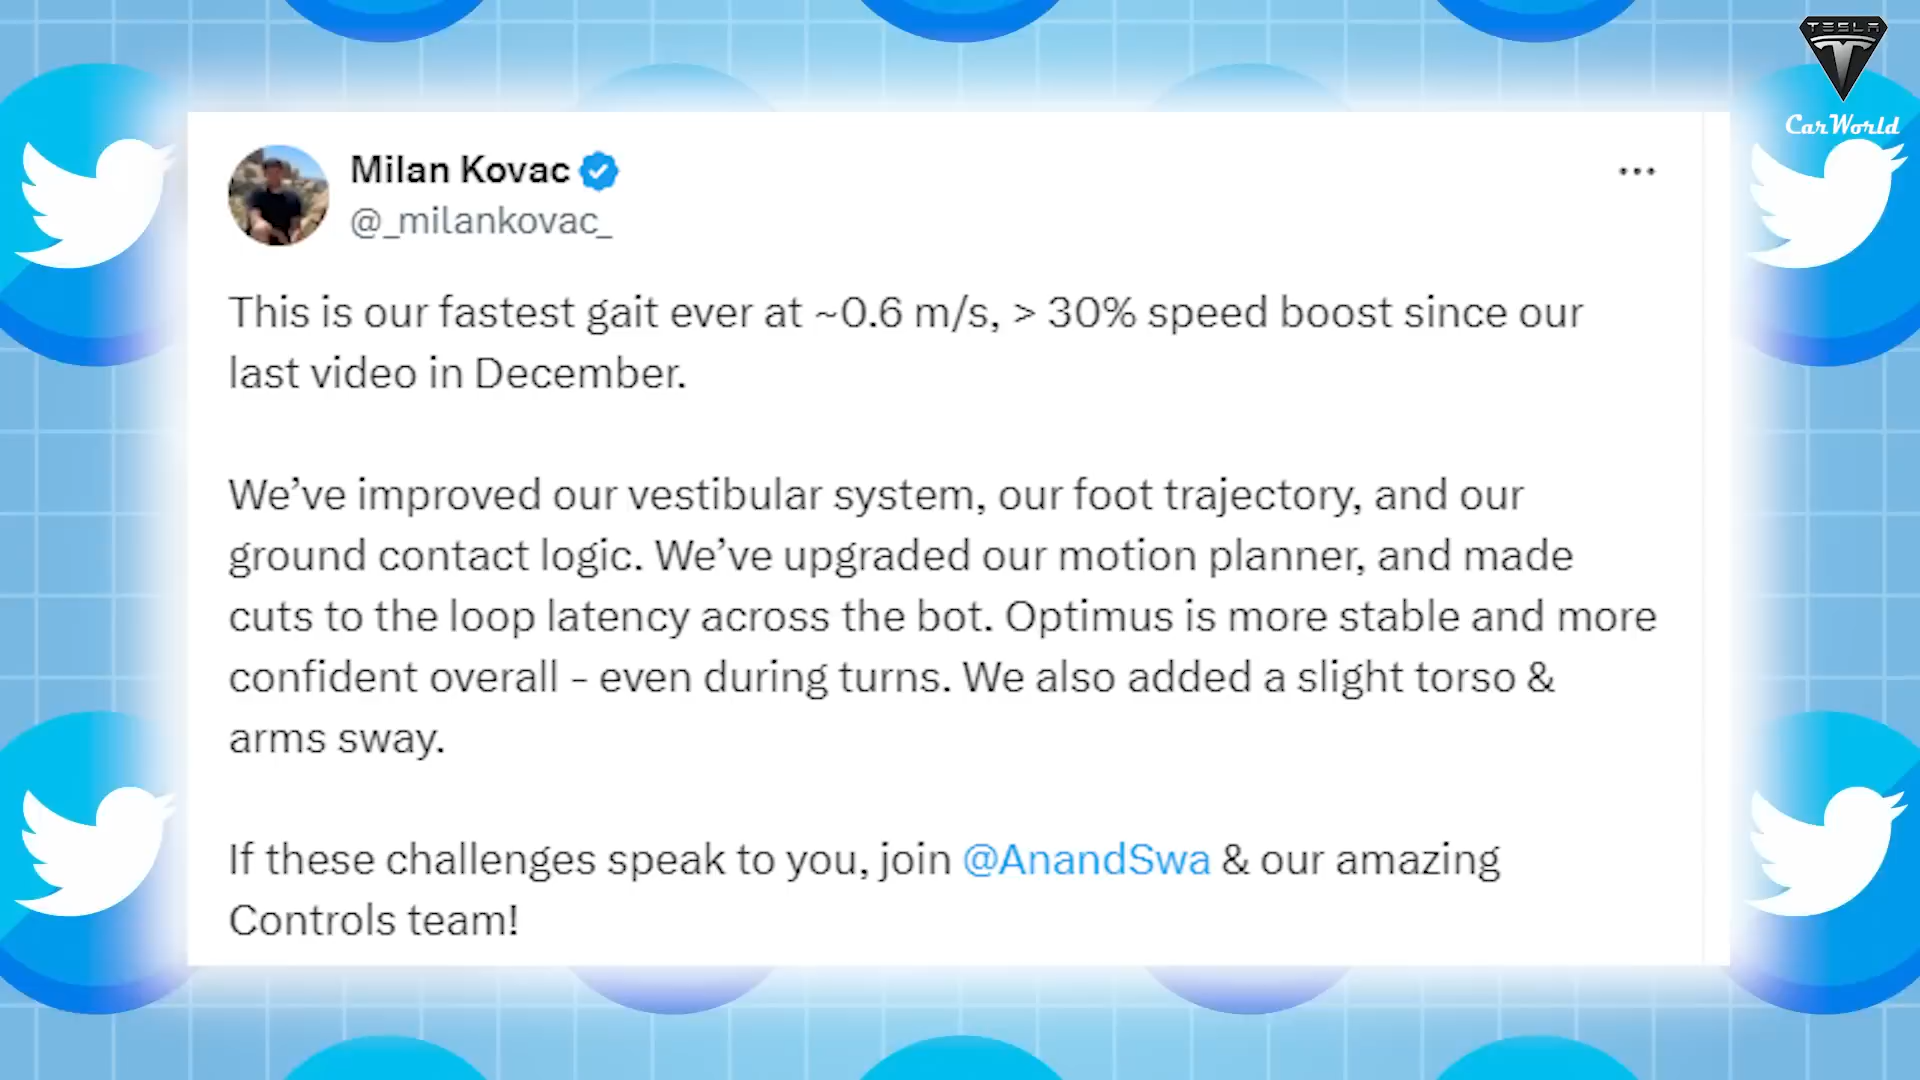 TESLA
CarWorld
Milan Kovac
@_milankovac_
This is our fastest gait ever at ~0.6 m/s, > 30% speed boost since our
last video in December.
We’ve improved our vestibular system, our foot trajectory, and our
ground contact logic. We’ve upgraded our motion planner, and made
cuts to the loop latency across the bot. Optimus is more stable and more
confident overall - even during turns. We also added a slight torso &
arms sway.
If these challenges speak to you, join @AnandSwa & our amazing
Controls team!